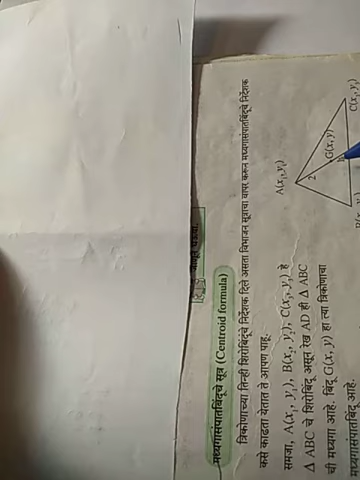 मध्यगासंपातबिंदूचे सूत्र (Centroid formula)
त्रिकोणाच्या तिन्ही शिरोबिंदूंचे निर्देशक दिले असता विभाजन सूत्राचा वापर करून मध्यगासंपातबिंदूचे निर्देशक
कसे काढता येतात ते आपण पाहू.
समजा, A(x₁, y₁), B(x₂, y₂), C(x₃, y₃) हे
Δ ABC चे शिरोबिंदू असून रेख AD ही Δ ABC
ची मध्यगा आहे. बिंदू G(x, y) हा त्या त्रिकोणाचा
मध्यगासंपातबिंदू आहे.
A(x₁, y₁)
2
G(x, y)
C(x₃, y₃)